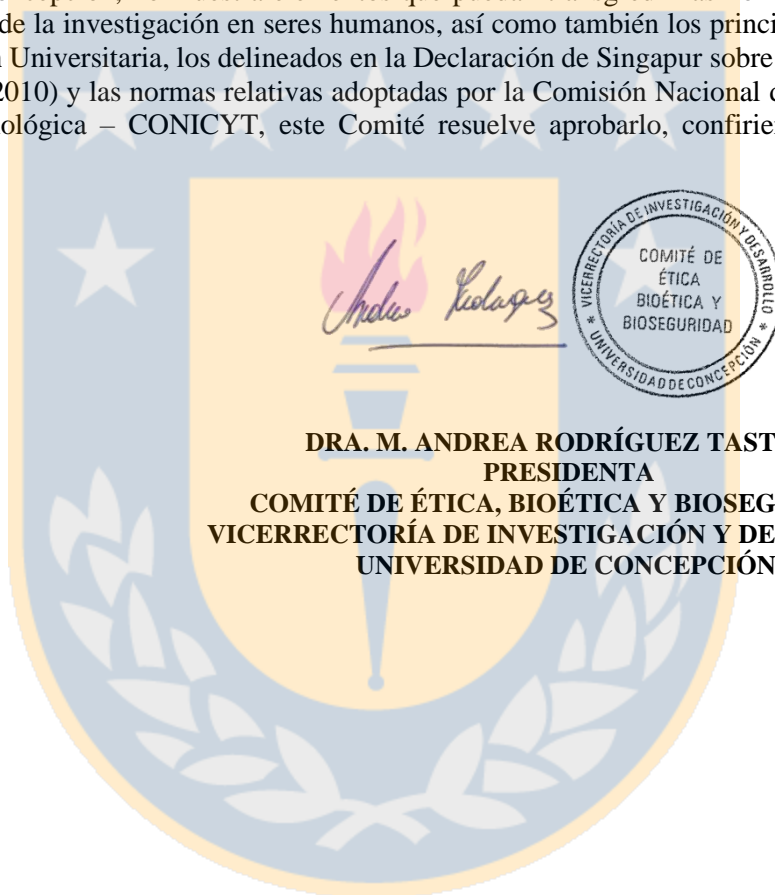 de la investigación en seres humanos, así como también los princi
Universitaria, los delineados en la Declaración de Singapur sobre
2010) y las normas relativas adoptadas por la Comisión Nacional
ológica – CONICYT, este Comité resuelve aprobarlo, confirie
VICERRECTORÍA DE INVESTIGACIÓN Y DESARROLLO
* UNIVERSIDAD DE CONCEPCIÓN *
COMITÉ DE
ÉTICA
BIOÉTICA Y
BIOSEGURIDAD
DRA. M. ANDREA RODRÍGUEZ TAST
PRESIDENTA
COMITÉ DE ÉTICA, BIOÉTICA Y BIOSEG
VICERRECTORÍA DE INVESTIGACIÓN Y DE
UNIVERSIDAD DE CONCEPCIÓN